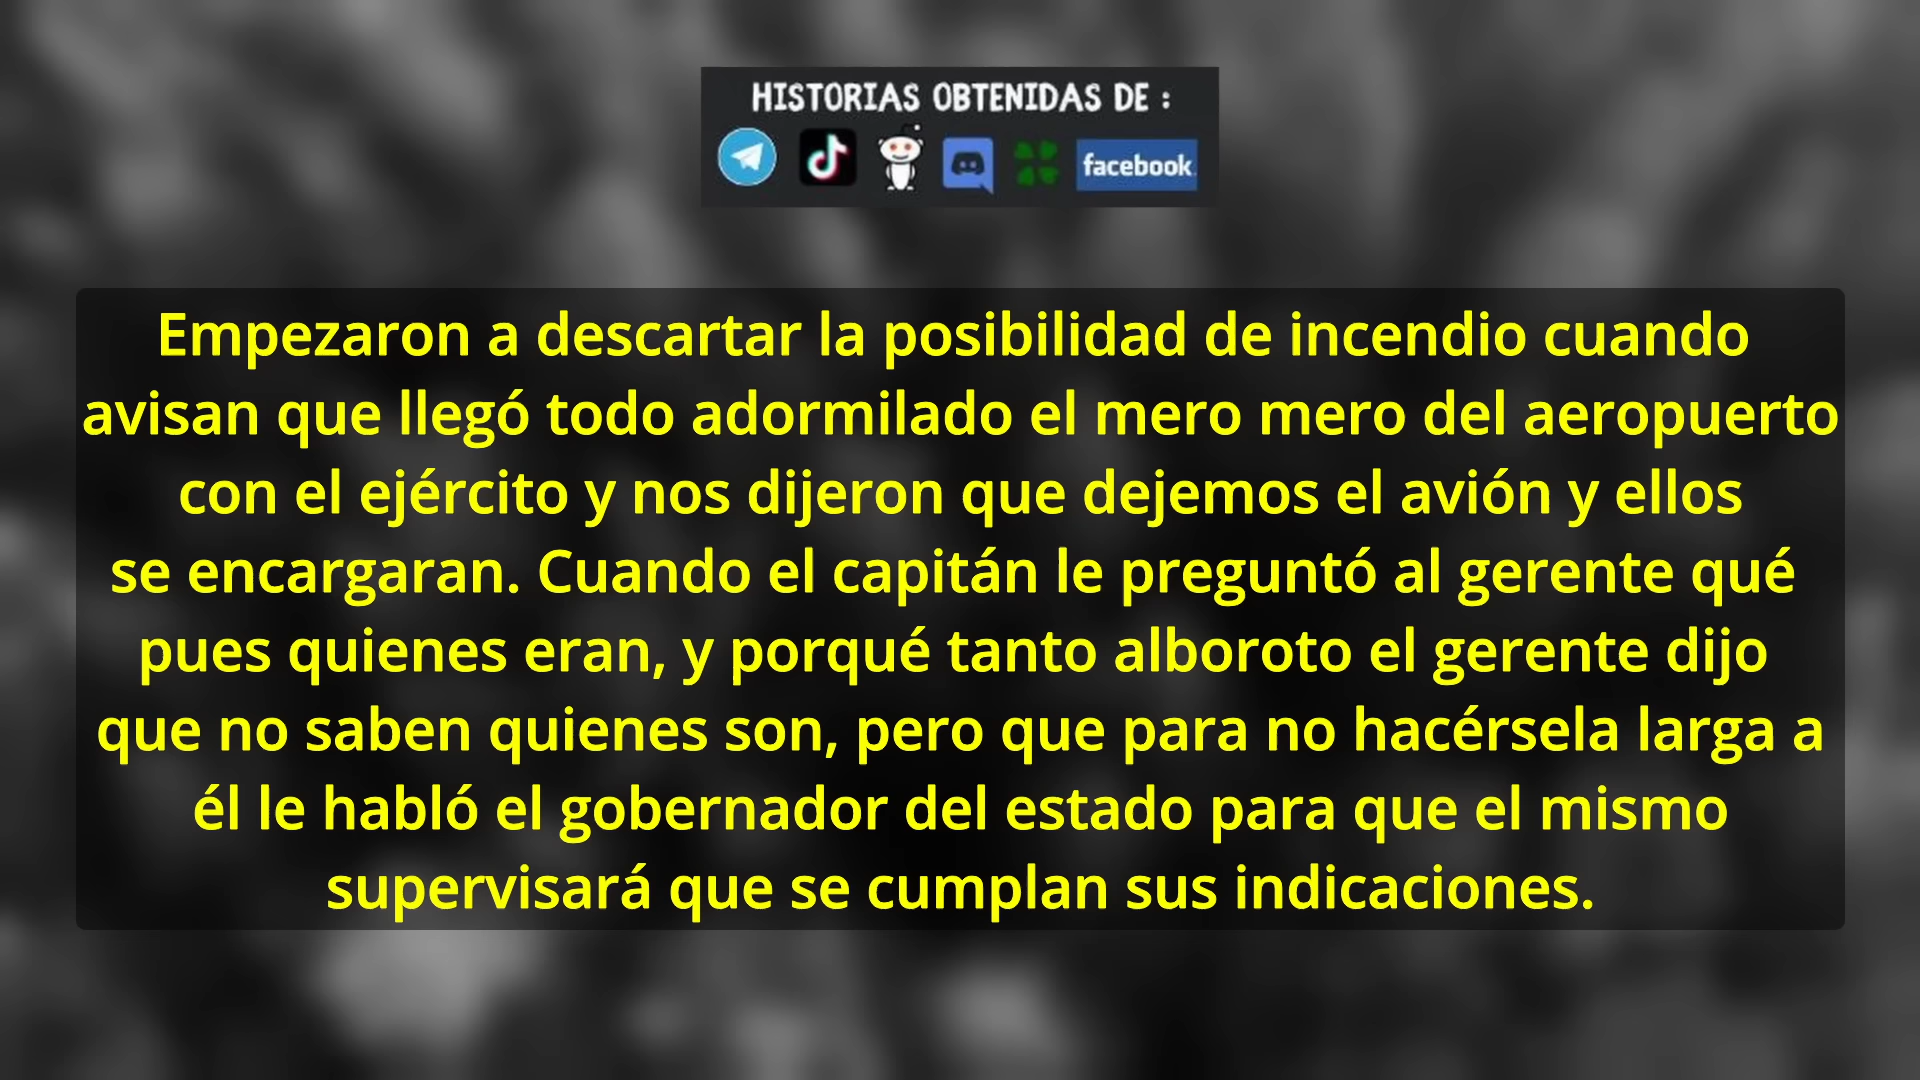 HISTORIAS OBTENIDAS DE :
facebook
Empezaron a descartar la posibilidad de incendio cuando
avisan que llegó todo adormilado el mero mero del aeropuerto
con el ejército y nos dijeron que dejemos el avión y ellos
se encargaran. Cuando el capitán le preguntó al gerente qué
pues quienes eran, y porqué tanto alboroto el gerente dijo
que no saben quienes son, pero que para no hacérsela larga a
él le habló el gobernador del estado para que el mismo
supervisará que se cumplan sus indicaciones.